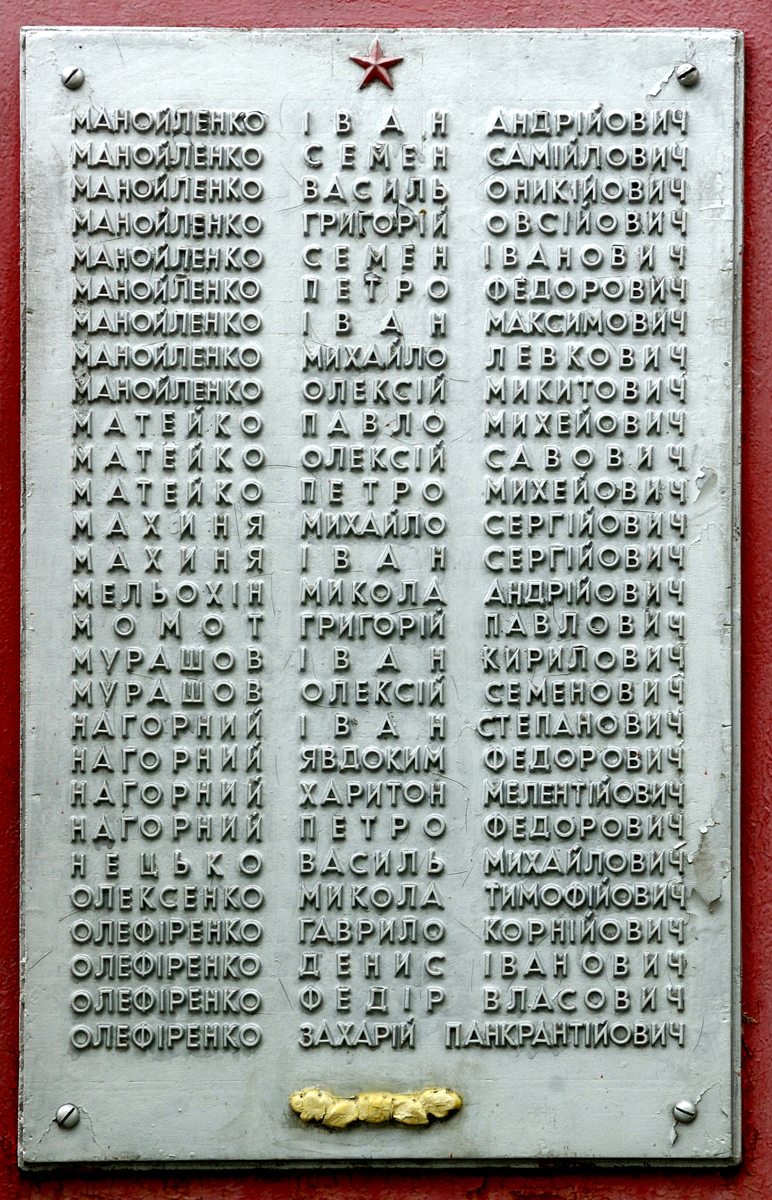 МАНОЙЛЕНКО ІВАН АНДРІЙОВИЧ
МАНОЙЛЕНКО СЕМЕН САМІЙЛОВИЧ
МАНОЙЛЕНКО ВАСИЛЬ ОНИКІЙОВИЧ
МАНОЙЛЕНКО ГРИГОРІЙ ОВСІЙОВИЧ
МАНОЙЛЕНКО СЕМЕН ІВАНОВИЧ
МАНОЙЛЕНКО ПЕТРО ФЕДОРОВИЧ
МАНОЙЛЕНКО ІВАН МАКСИМОВИЧ
МАНОЙЛЕНКО МИХАЙЛО ЛЕВКОВИЧ
МАНОЙЛЕНКО ОЛЕКСІЙ МИКИТОВИЧ
МАТЕЙКО ПАВЛО МИХЕЙОВИЧ
МАТЕЙКО ОЛЕКСІЙ САВОВИЧ
МАТЕЙКО ПЕТРО МИХЕЙОВИЧ
МАХИНЯ МИХАЙЛО СЕРГІЙОВИЧ
МАХИНЯ ІВАН СЕРГІЙОВИЧ
МЕЛЬОХІН МИКОЛА АНДРІЙОВИЧ
МОМОТ ГРИГОРІЙ ПАВЛОВИЧ
МУРАШОВ ІВАН КИРИЛОВИЧ
МУРАШОВ ОЛЕКСІЙ СЕМЕНОВИЧ
НАГОРНИЙ ІВАН СТЕПАНОВИЧ
НАГОРНИЙ ЯВДОКИМ ФЕДОРОВИЧ
НАГОРНИЙ ХАРИТОН МЕЛЕНТІЙОВИЧ
НАГОРНИЙ ПЕТРО ФЕДОРОВИЧ
НЕЦЬКО ВАСИЛЬ МИХАЙЛОВИЧ
ОЛЕКСЕНКО МИКОЛА ТИМОФІЙОВИЧ
ОЛЕФІРЕНКО ГАВРИЛО КОРНІЙОВИЧ
ОЛЕФІРЕНКО ДЕНИС ІВАНОВИЧ
ОЛЕФІРЕНКО ФЕДІР ВЛАСОВИЧ
ОЛЕФІРЕНКО ЗАХАРІЙ ПАНКРАНТІЙОВИЧ